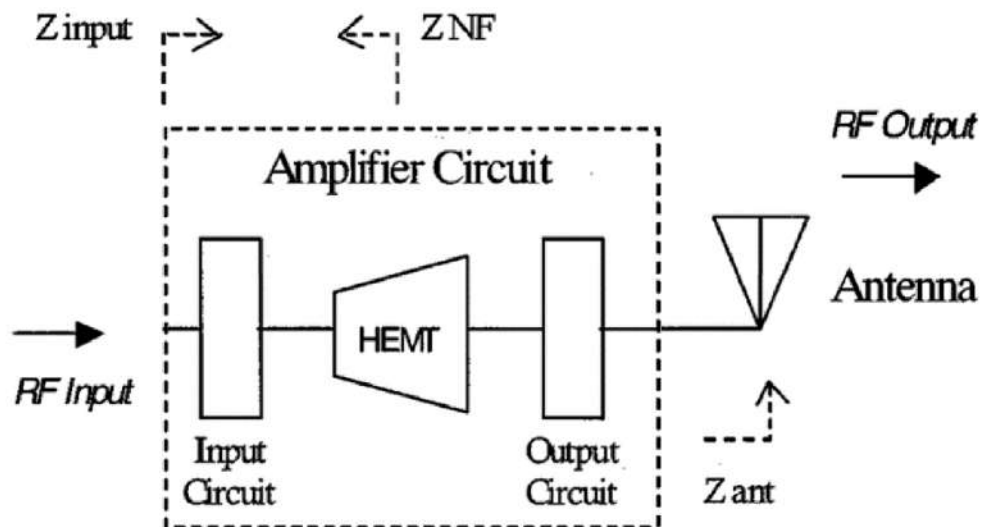 Z input
Z NF
RF Output
Amplifier Circuit
Antenna
HEMT
RF Input
Input
Circuit
Output
Circuit
Z ant